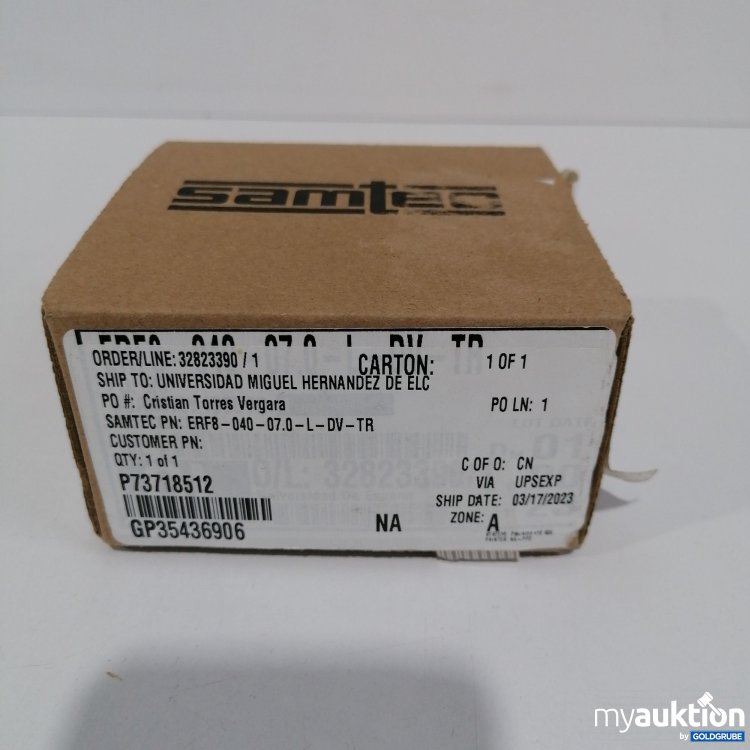 samtec
ORDER/LINE: 32823390 / 1
CARTON: 1 OF 1
SHIP TO: UNIVERSIDAD MIGUEL HERNANDEZ DE ELC
PO #: Cristian Torres Vergara
PO LN: 1
SAMTEC PN: ERF8-040-07.0-L-DV-TR
CUSTOMER PN:
QTY: 1 of 1
C OF O: CN
P73718512
VIA UPSEXP
SHIP DATE: 03/17/2023
GP35436906
NA
ZONE: A
myauktion
by GOLDGRUBE